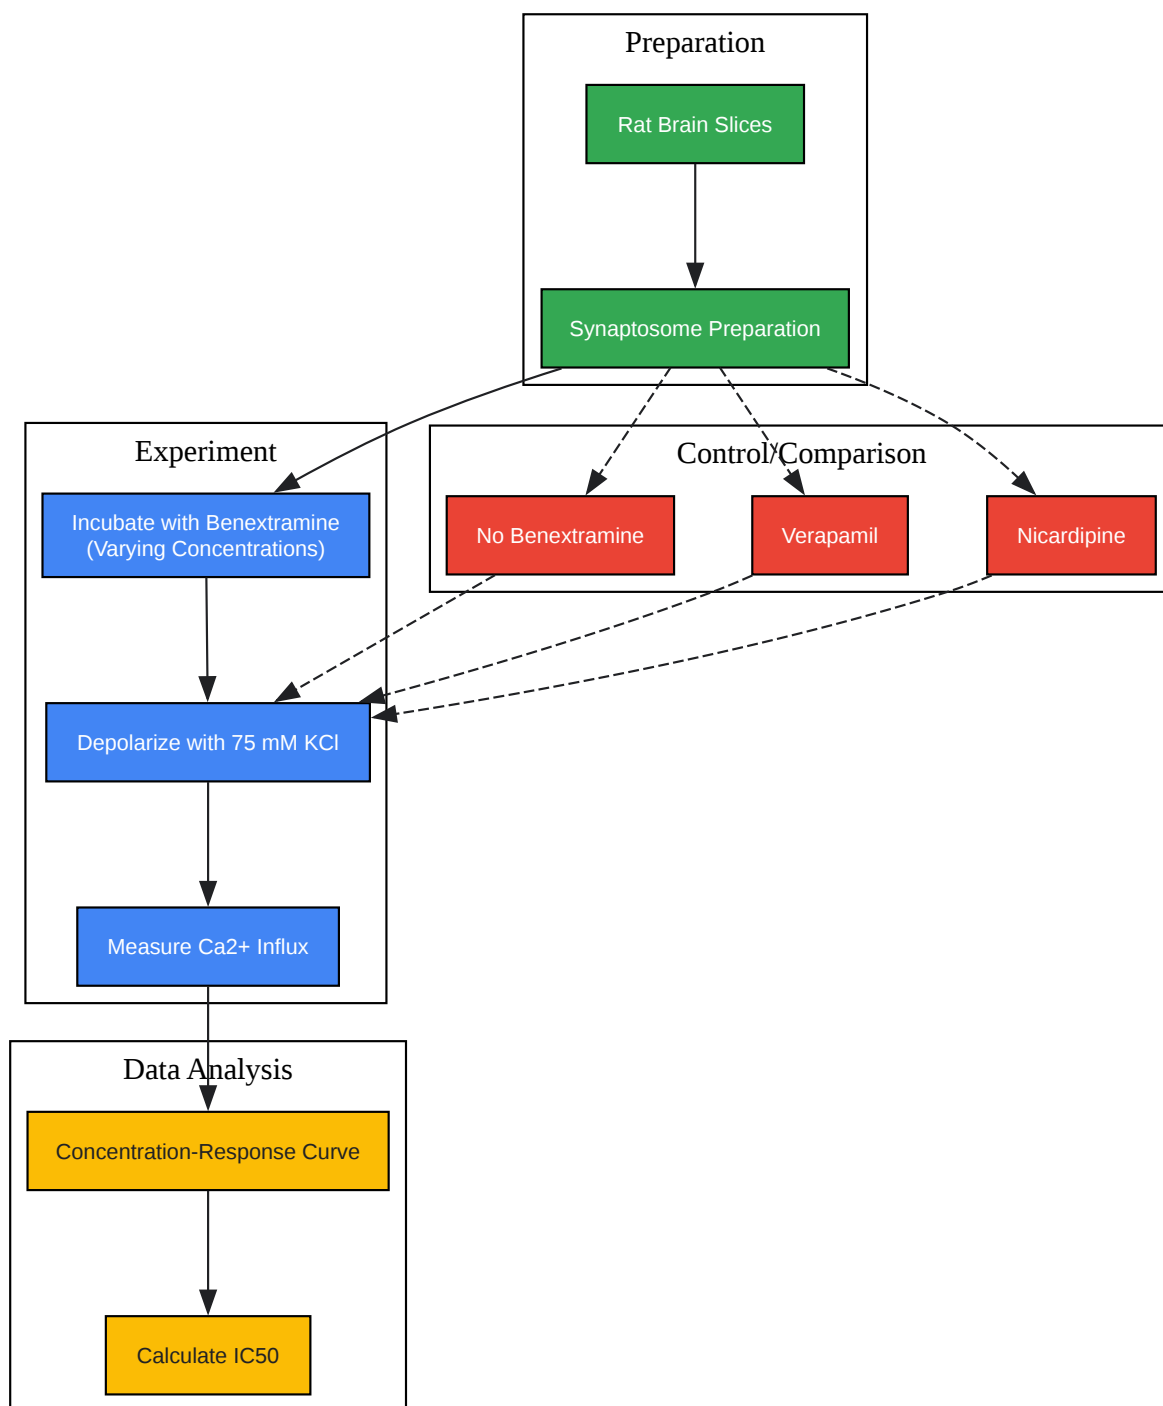 Preparation
Rat Brain Slices
Synaptosome Preparation
Experiment
Control/Comparison
Incubate with Benextramine
(Varying Concentrations)
No Benextramine
Verapamil
Nicardipine
Depolarize with 75 mM KCl
Measure Ca2+ Influx
Data Analysis
Concentration-Response Curve
Calculate IC50